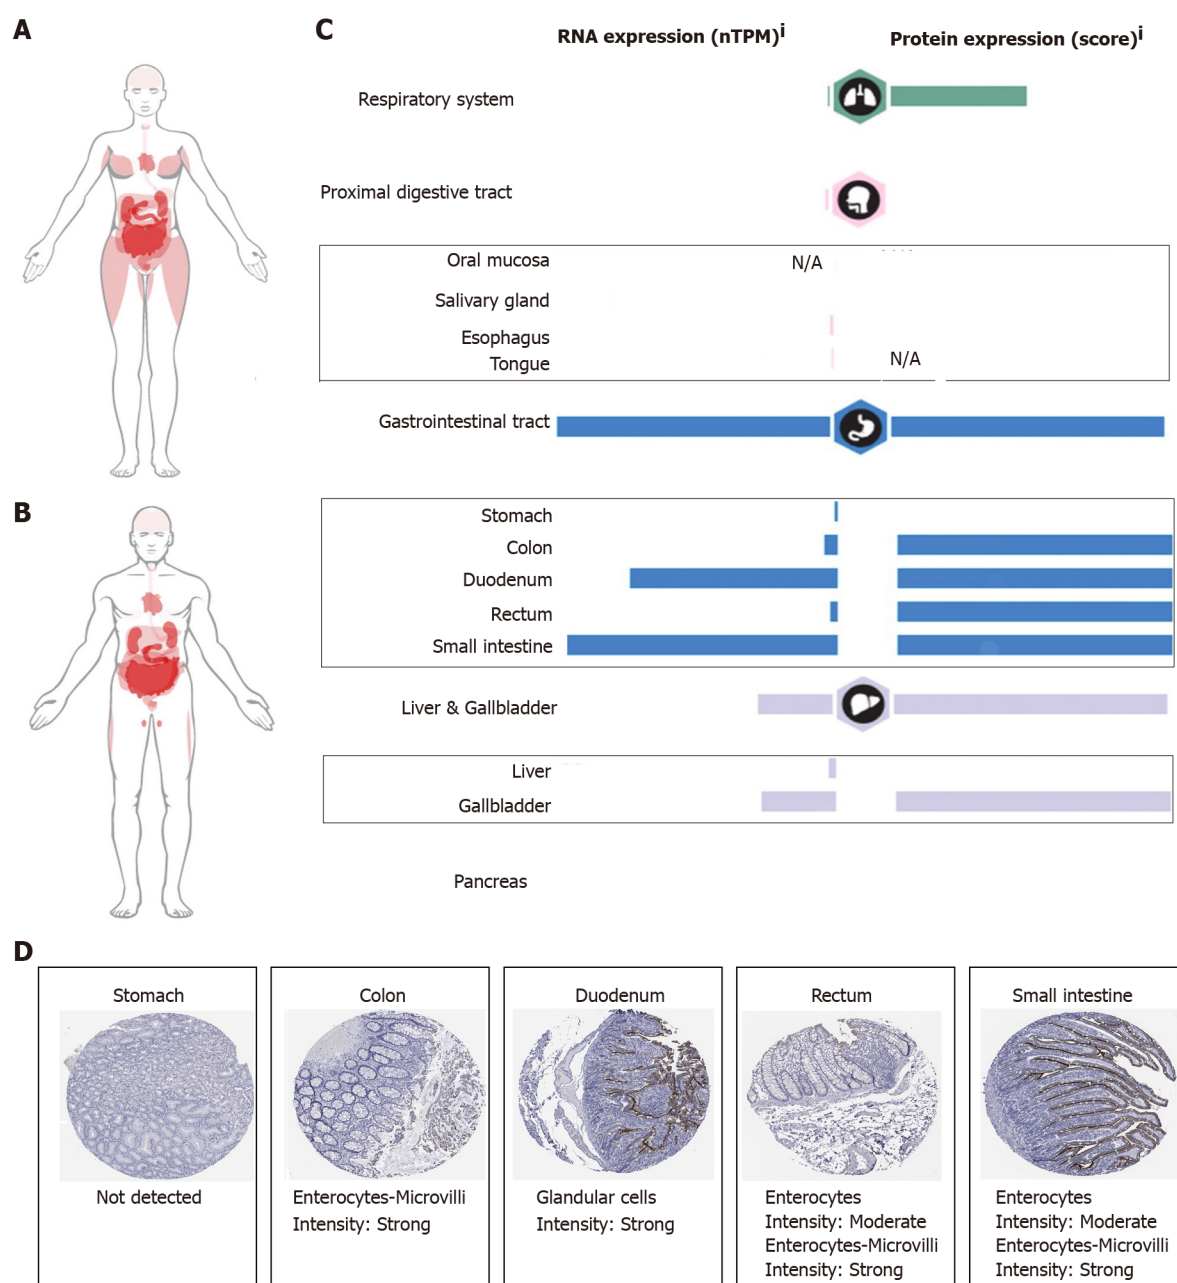 A
C
RNA expression (nTPM)i
Protein expression (score)i
Respiratory system
Proximal digestive tract
Oral mucosa
N/A
Salivary gland
Esophagus
Tongue
N/A
Gastrointestinal tract
B
Stomach
Colon
Duodenum
Rectum
Small intestine
Liver & Gallbladder
Liver
Gallbladder
Pancreas
D
Stomach
Not detected
Colon
Enterocytes-Microvilli
Intensity: Strong
Duodenum
Glandular cells
Intensity: Strong
Rectum
Enterocytes
Intensity: Moderate
Enterocytes-Microvilli
Intensity: Strong
Small intestine
Enterocytes
Intensity: Moderate
Enterocytes-Microvilli
Intensity: Strong